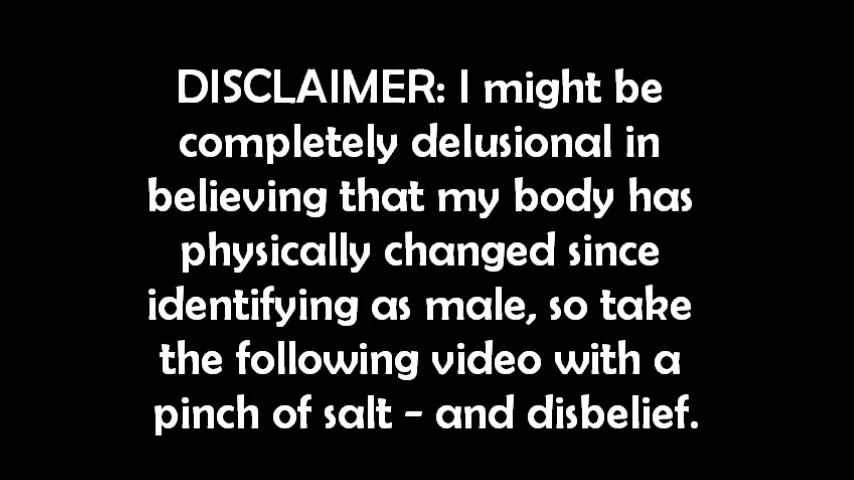 DISCLAIMER: I might be
completely delusional in
believing that my body has
physically changed since
identifying as male, so take
the following video with a
pinch of salt - and disbelief.